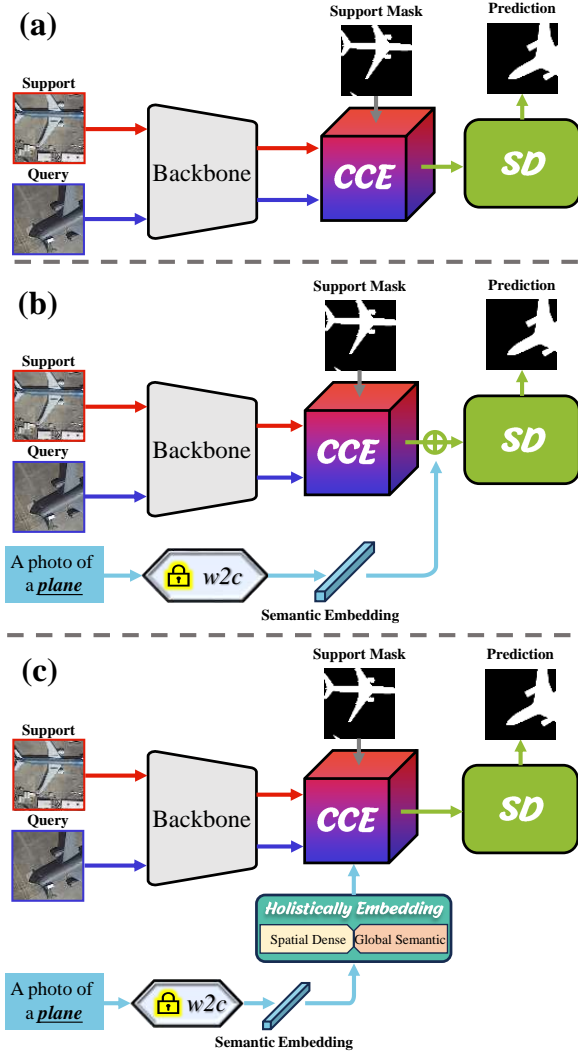 (a)
Support Mask
Prediction
Support
Query
Backbone
CCE
SD
(b)
Support Mask
Prediction
Support
Query
Backbone
CCE
SD
A photo of
a plane
w2c
Semantic Embedding
(c)
Support Mask
Prediction
Support
Query
Backbone
CCE
SD
Holistically Embedding
Spatial Dense
Global Semantic
A photo of
a plane
w2c
Semantic Embedding